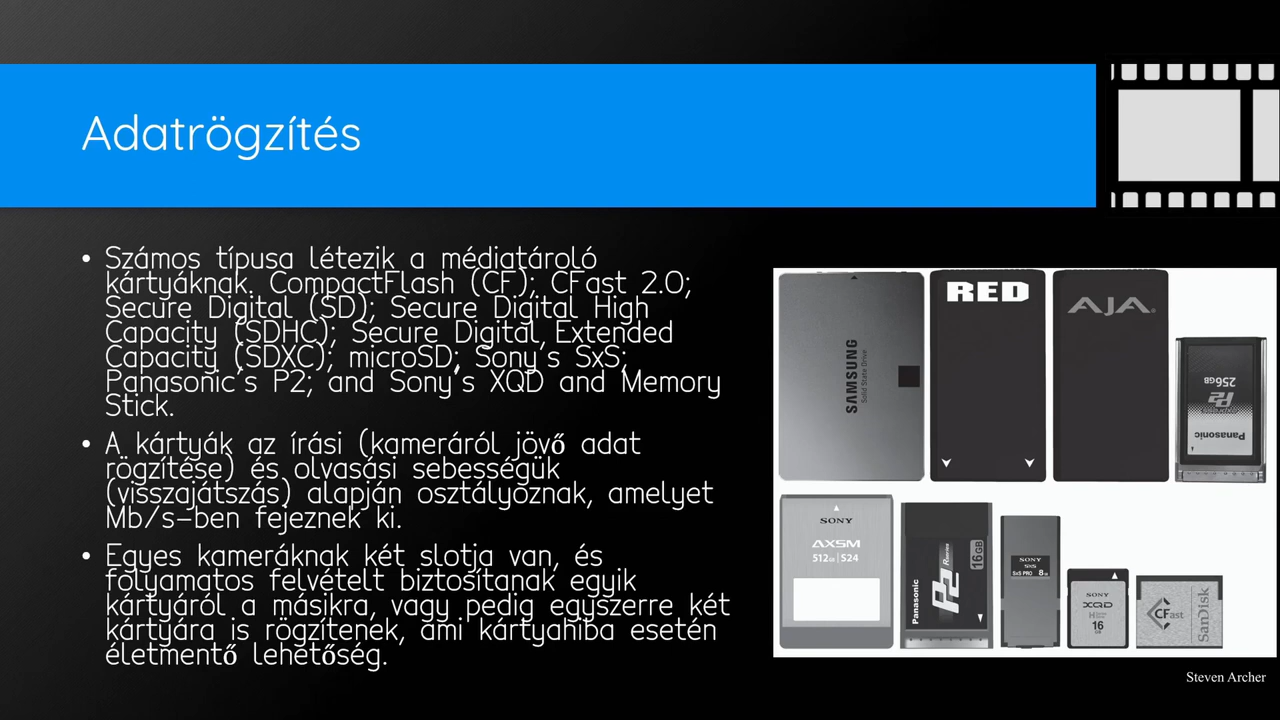 Adatrögzítés
• Számos típusa létezik a médiatároló
kártyáknak. CompactFlash (CF); CFast 2.0;
Secure Digital (SD); Secure Digital High
Capacity (SDHC); Secure Digital Extended
Capacity (SDXC); microSD; Sony's SxS;
Panasonic's P2; and Sony's XQD and Memory
Stick.
• A kártyák az írási (kameráról jövő adat
rögzítése) és olvasási sebességük
(visszajátszás) alapján osztályoznak, amelyet
Mb/s-ben fejeznek ki.
• Egyes kameráknak két slotja van, és
folyamatos felvételt biztosítanak egyik
kártyáról a másikra, vagy pedig egyszerre két
kártyára is rögzítenek, ami kártyahiba esetén
életmentő lehetőség.
SAMSUNG
Solid State Drive
RED
AJA
256GB
P2
express
Panasonic
SONY
AXSM
512GB | S24
Panasonic
P2
R series
16GB
SONY
SxS
SxS PRO 8GB
SONY
XQD
16
GB
CFast
SanDisk
Steven Archer